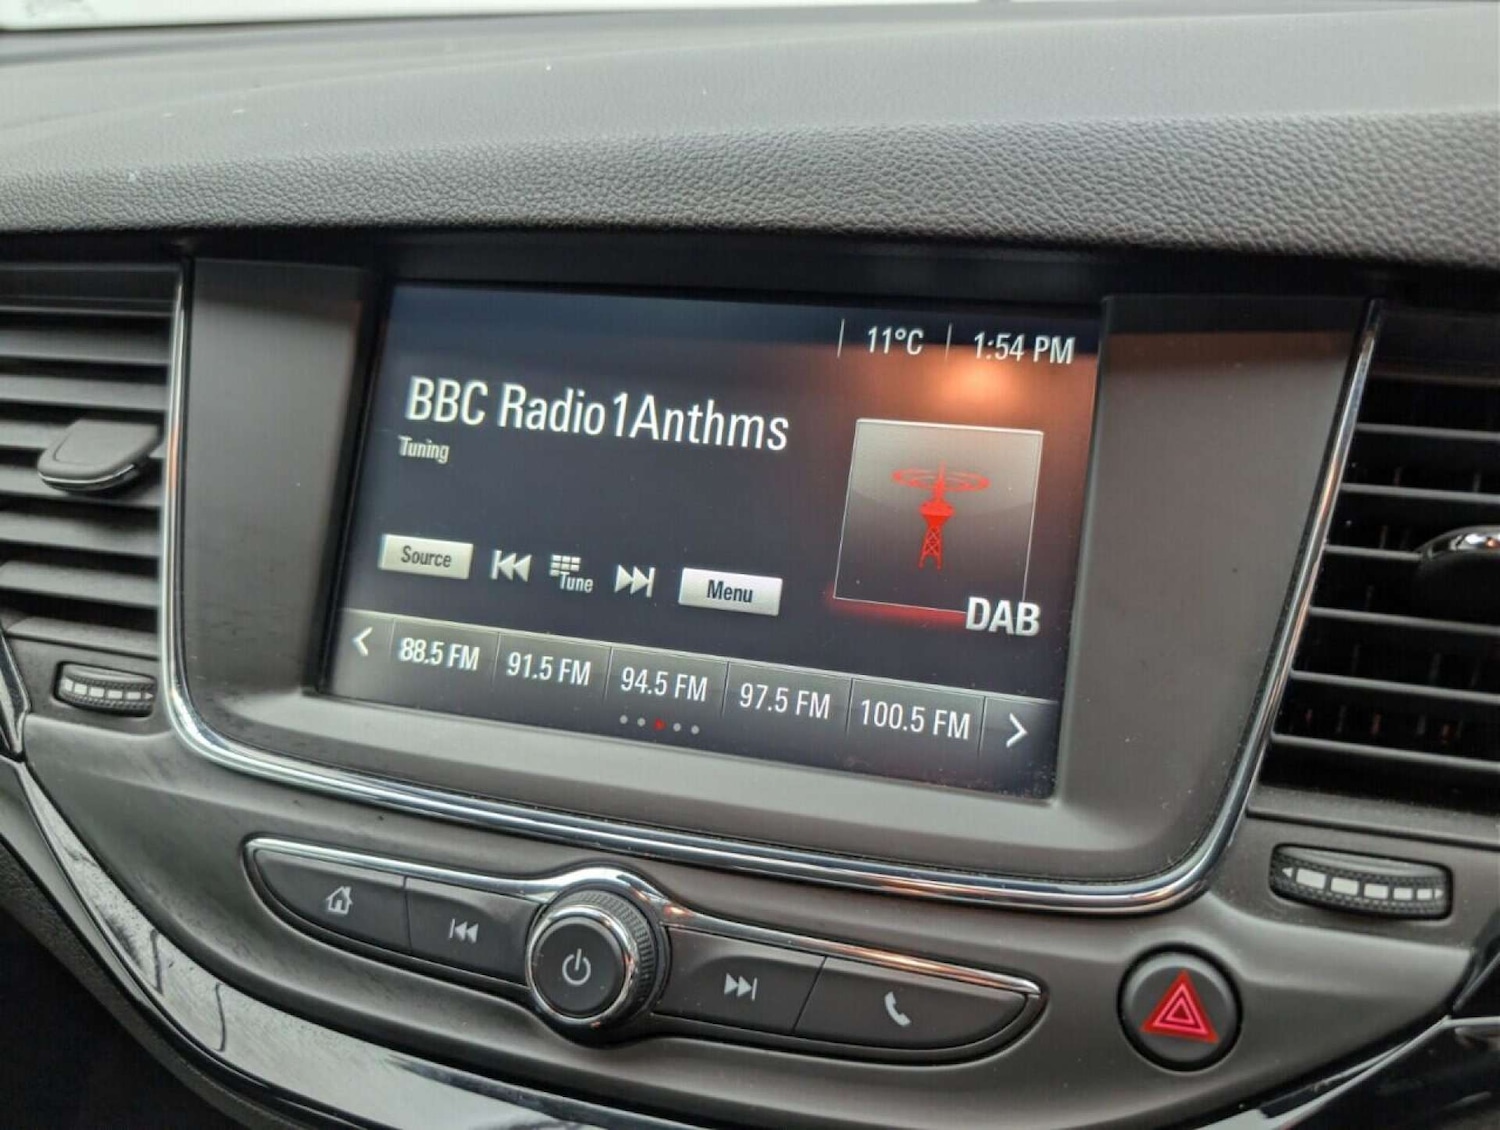 11°C 1:54 PM
BBC Radio1Anthms
Tuning
Source Tune Menu
DAB
88.5 FM 91.5 FM 94.5 FM 97.5 FM 100.5 FM